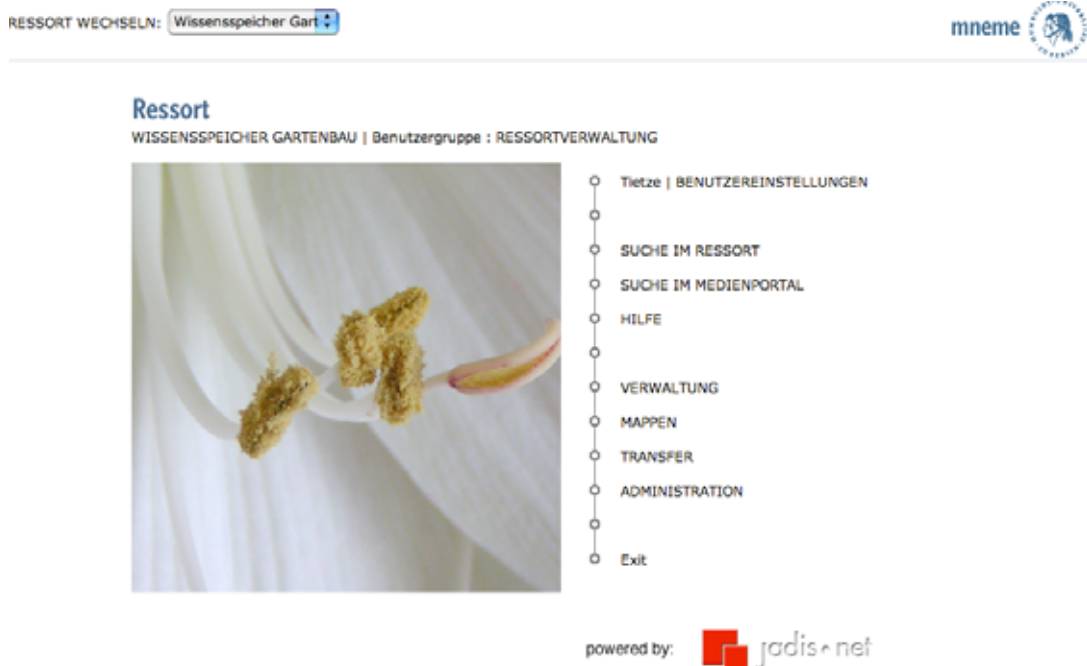 RESSORT WECHSELN: Wissensspeicher Gart
mneme
Ressort
WISSENSSPEICHER GARTENBAU | Benutzergruppe : RESSORTVERWALTUNG
Tietze | BENUTZEREINSTELLUNGEN
SUCHE IM RESSORT
SUCHE IM MEDIENPORTAL
HILFE
VERWALTUNG
MAPPEN
TRANSFER
ADMINISTRATION
Exit
powered by: jadis net